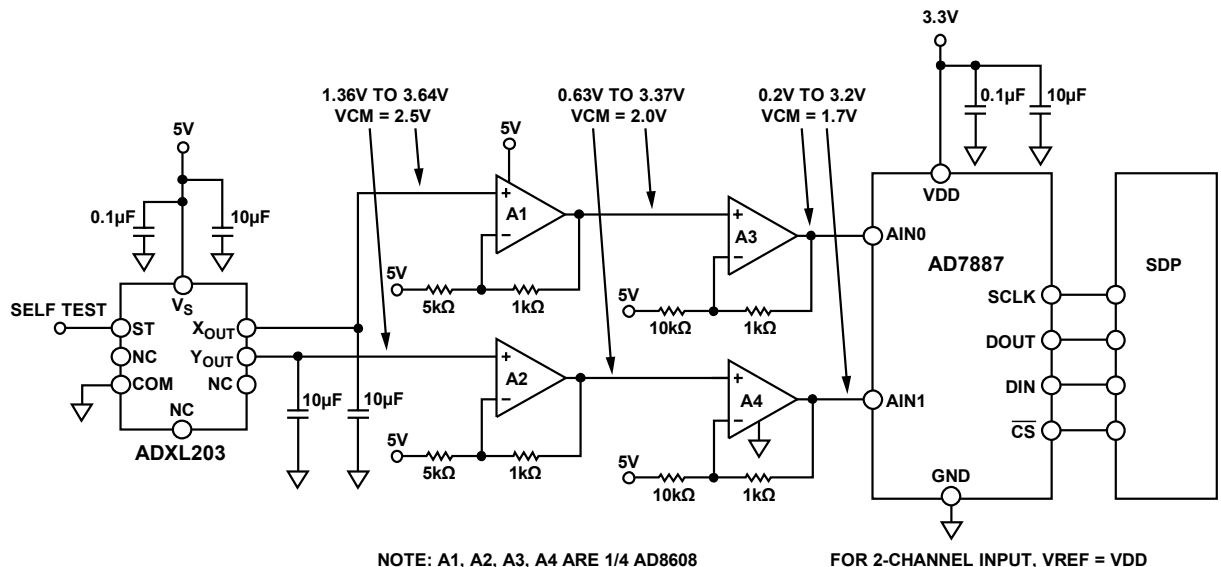 3.3V
0.1µF
10µF
1.36V TO 3.64V
VCM = 2.5V
0.63V TO 3.37V
VCM = 2.0V
0.2V TO 3.2V
VCM = 1.7V
5V
0.1µF
10µF
5V
+
A1
−
5V
5kΩ
1kΩ
+
A3
−
5V
10kΩ
1kΩ
SELF TEST
VS
ST
XOUT
NC
YOUT
COM
NC
NC
ADXL203
10µF
10µF
+
A2
−
5V
5kΩ
1kΩ
+
A4
−
5V
10kΩ
1kΩ
VDD
AIN0
AD7887
SCLK
DOUT
DIN
AIN1
CS
GND
SDP
NOTE: A1, A2, A3, A4 ARE 1/4 AD8608
FOR 2-CHANNEL INPUT, VREF = VDD